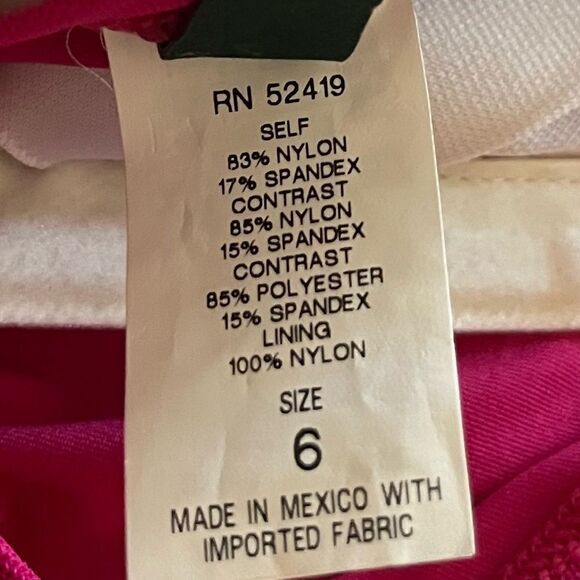 RN 52419
SELF
83% NYLON
17% SPANDEX
CONTRAST
85% NYLON
15% SPANDEX
CONTRAST
85% POLYESTER
15% SPANDEX
LINING
100% NYLON
SIZE
6
MADE IN MEXICO WITH
IMPORTED FABRIC